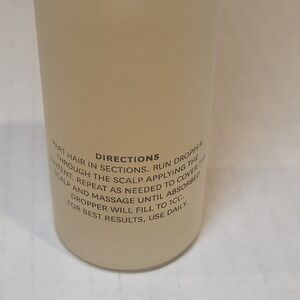 DIRECTIONS
PART HAIR IN SECTIONS. RUN DROPPER
THROUGH THE SCALP APPLYING THE
CONTENT. REPEAT AS NEEDED TO COVER THE
SCALP AND MASSAGE UNTIL ABSORBED.
DROPPER WILL FILL TO 1CC.
FOR BEST RESULTS, USE DAILY.